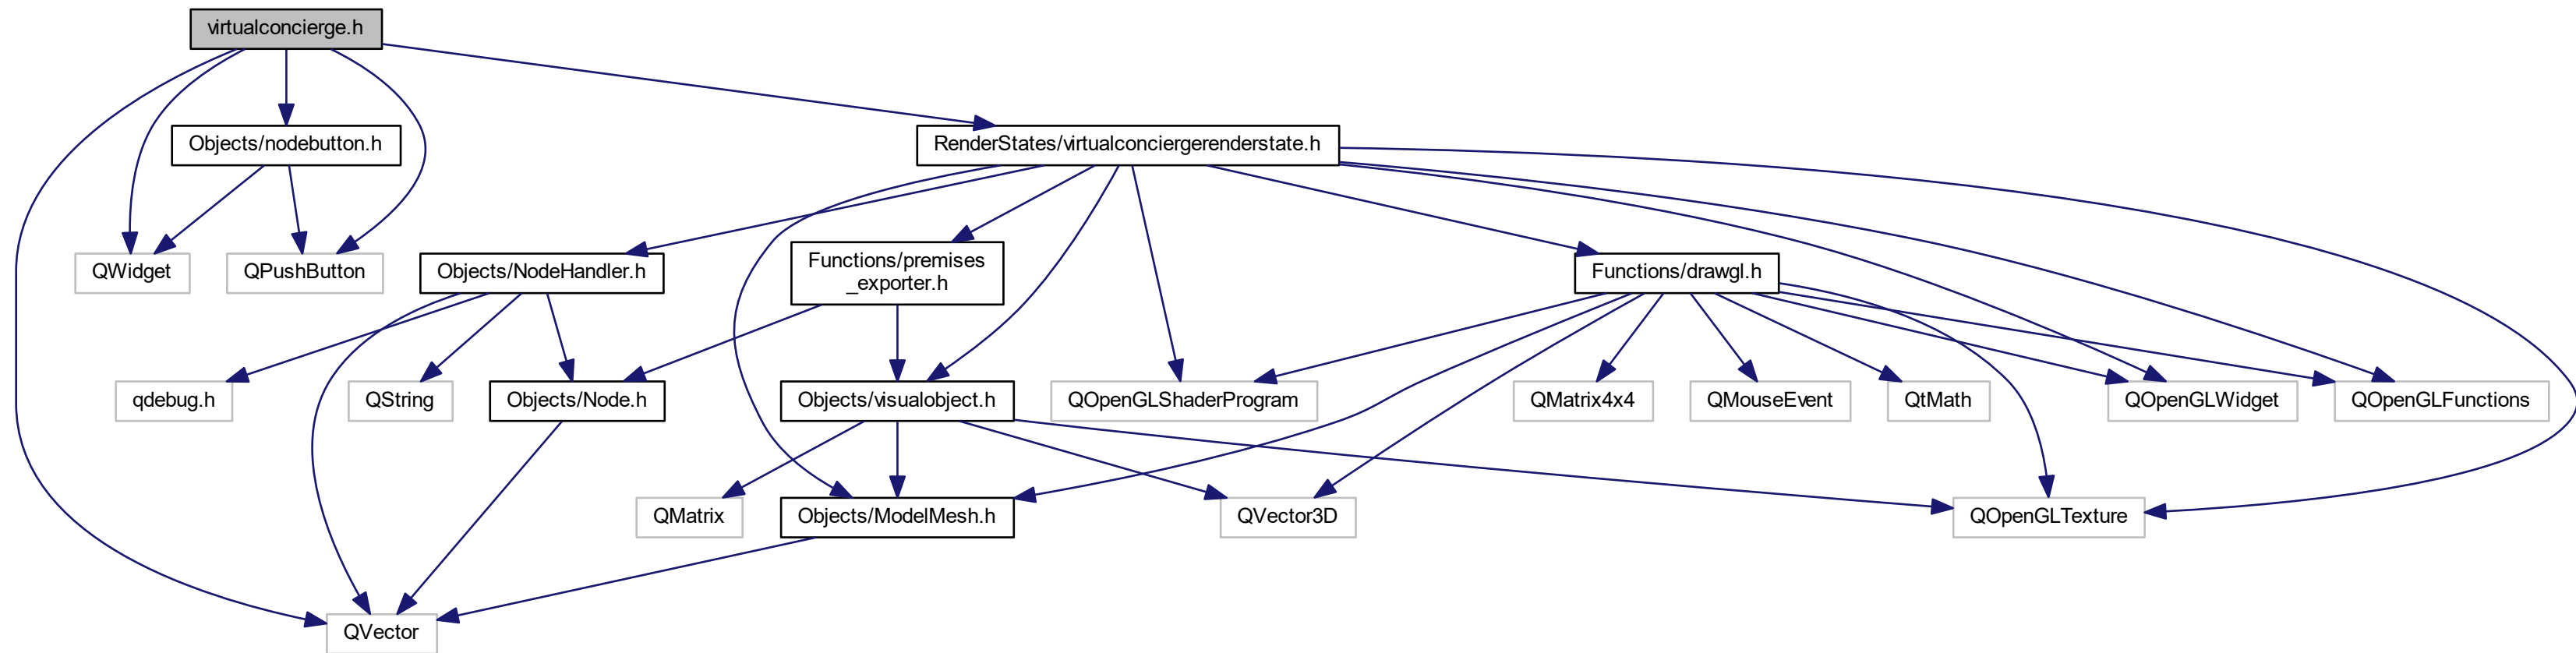 virtualconcierge.h
Objects/nodebutton.h
RenderStates/virtualconciergerenderstate.h
QWidget
QPushButton
Objects/NodeHandler.h
Functions/premises
_exporter.h
Functions/drawgl.h
qdebug.h
QString
Objects/Node.h
Objects/visualobject.h
QOpenGLShaderProgram
QMatrix4x4
QMouseEvent
QtMath
QOpenGLWidget
QOpenGLFunctions
QMatrix
Objects/ModelMesh.h
QVector3D
QOpenGLTexture
QVector